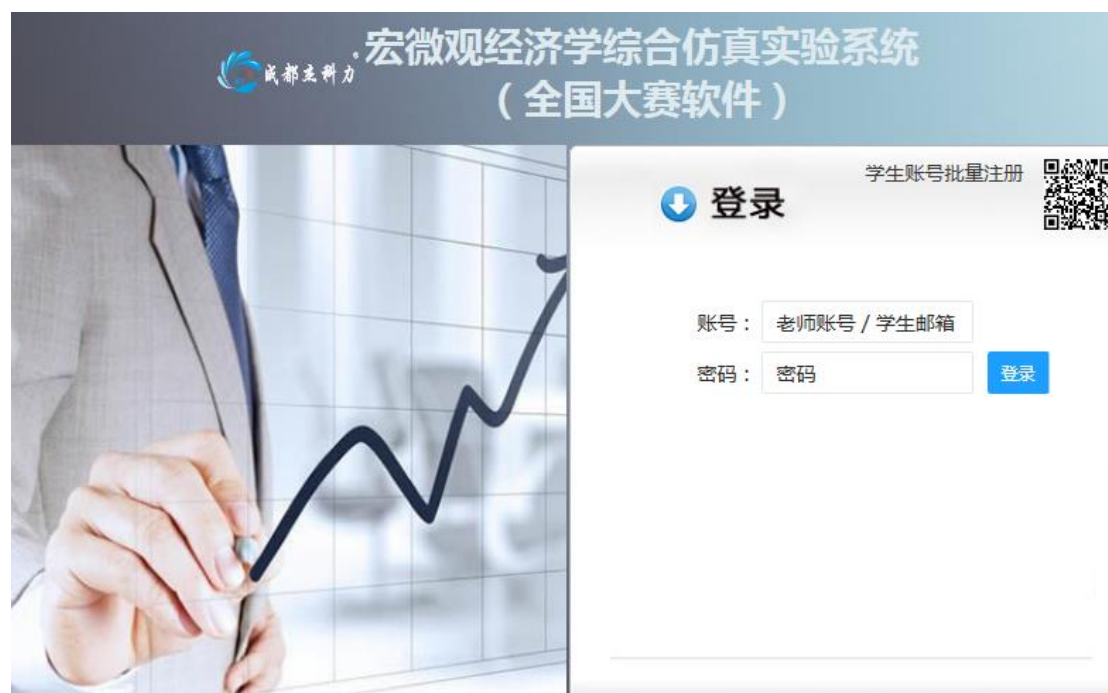 成都杰科力
®
宏微观经济学综合仿真实验系统
（全国大赛软件）
学生账号批量注册
登录
账号： 老师账号 / 学生邮箱
密码： 密码 登录